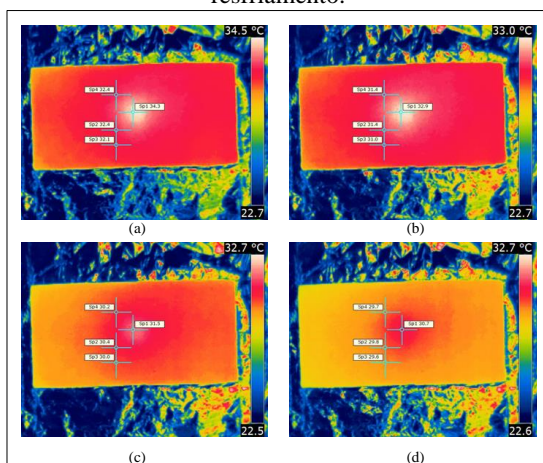 resfriamento.
34.5 °C
Sp4 32.4
Sp1 34.3
Sp2 32.4
Sp3 32.1
22.7
(a)
33.0 °C
Sp4 31.4
Sp1 32.9
Sp2 31.4
Sp3 31.0
22.7
(b)
32.7 °C
Sp4 30.2
Sp1 31.5
Sp2 30.4
Sp3 30.0
22.5
(c)
32.7 °C
Sp4 29.7
Sp1 30.7
Sp2 29.8
Sp3 29.6
22.6
(d)